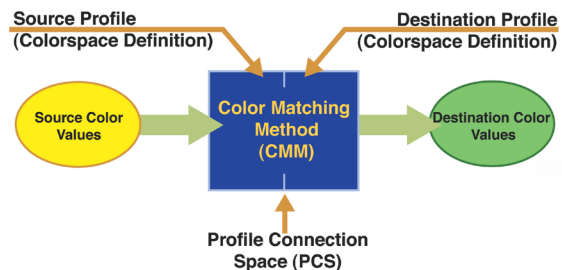 Source Profile
(Colorspace Definition)
Destination Profile
(Colorspace Definition)
Source Color
Values
Color Matching
Method
(CMM)
Destination Color
Values
Profile Connection
Space (PCS)